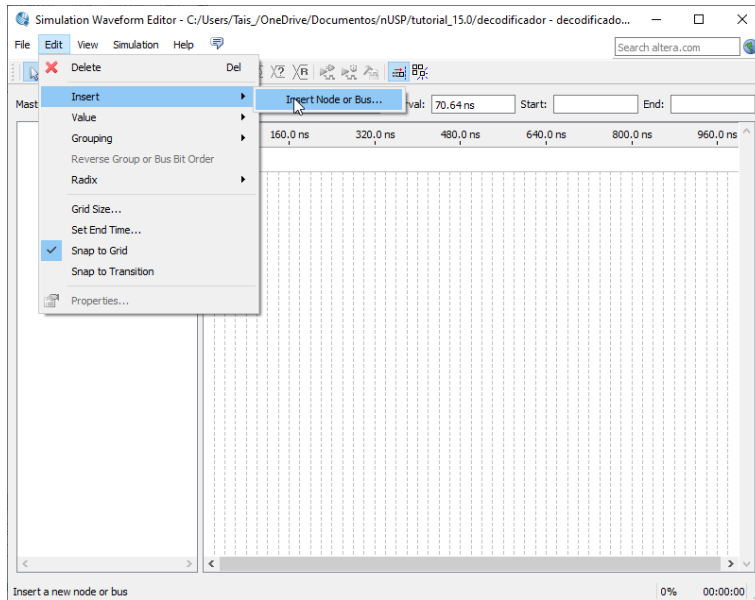 Simulation Waveform Editor - C:/Users/Tais_/OneDrive/Documentos/nUSP/tutorial_15.0/decodificador - decodificado...
File Edit View Simulation Help
Search altera.com
Delete Del
Insert
Insert Node or Bus...
Value
Grouping
Reverse Group or Bus Bit Order
Radix
Grid Size...
Set End Time...
Snap to Grid
Snap to Transition
Properties...
Mast
val: 70.64 ns Start: End:
160.0 ns 320.0 ns 480.0 ns 640.0 ns 800.0 ns 960.0 ns
Insert a new node or bus 0% 00:00:00